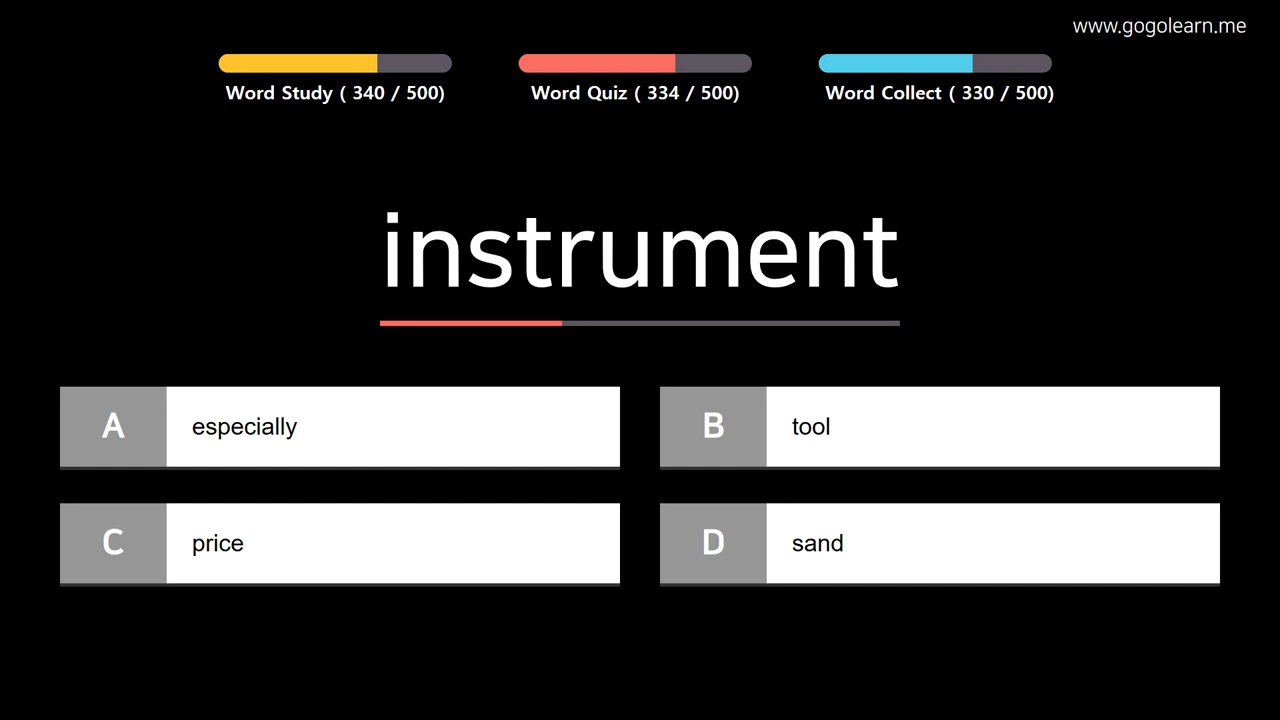 www.gogolearn.me
Word Study ( 340 / 500)
Word Quiz ( 334 / 500)
Word Collect ( 330 / 500)
instrument
A especially
B tool
C price
D sand